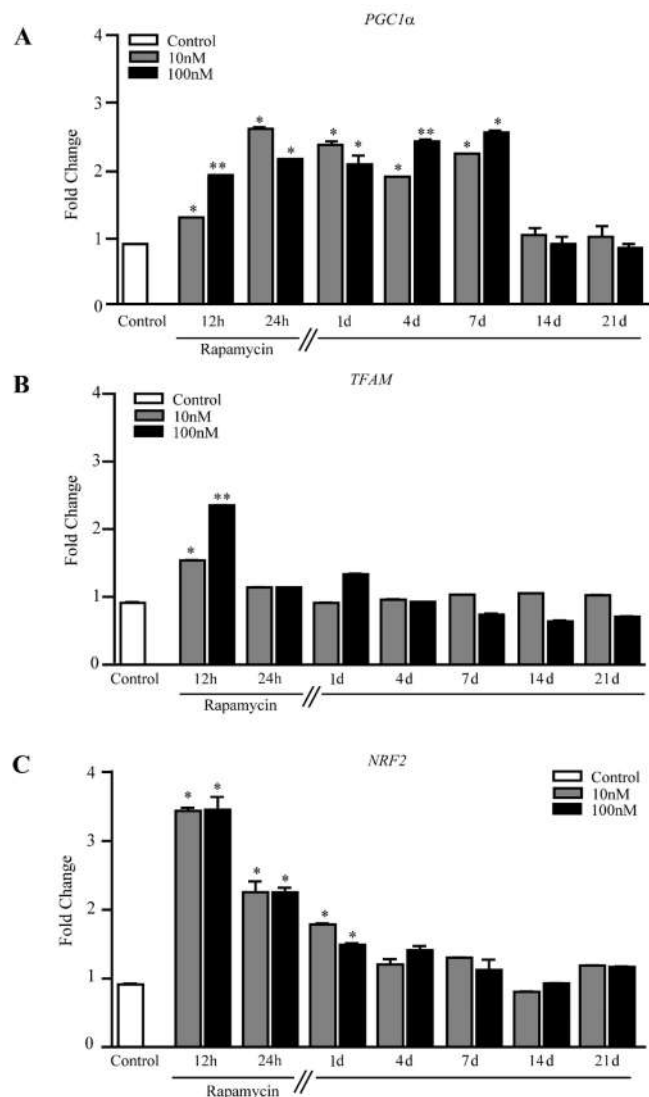 A
PGC1α
Control
10nM
100nM
4
3
2
1
0
Fold Change
* ** * * * * * ** * *
Control 12h 24h 1d 4d 7d 14d 21d
Rapamycin
B
TFAM
Control
10nM
100nM
4
3
2
1
0
Fold Change
* **
Control 12h 24h 1d 4d 7d 14d 21d
Rapamycin
C
NRF2
Control
10nM
100nM
4
3
2
1
0
Fold Change
* * * * * *
Control 12h 24h 1d 4d 7d 14d 21d
Rapamycin